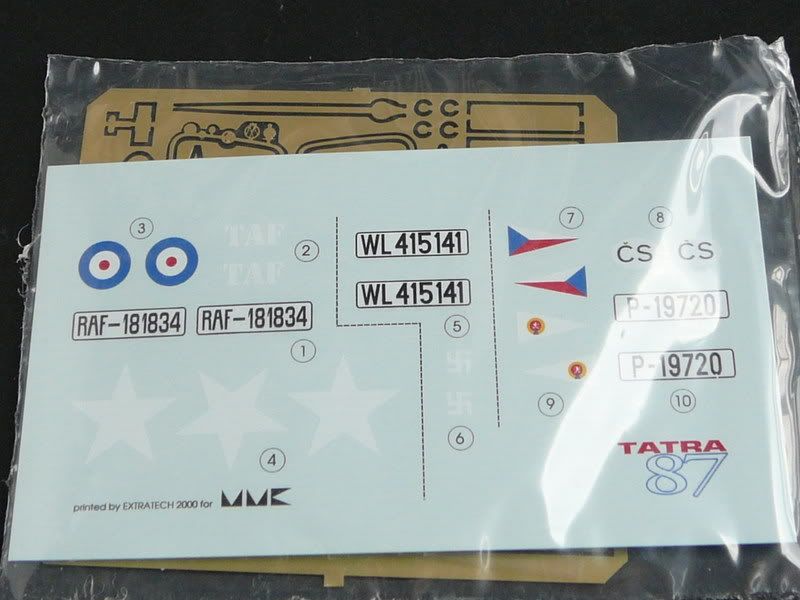 3
TAF
TAF
2
RAF-181834
RAF-181834
1
4
printed by EXTRATECH 2000 for MMK
WL 415141
WL 415141
5
6
7
8
ČS ČS
P-19720
P-19720
9
10
TATRA
87